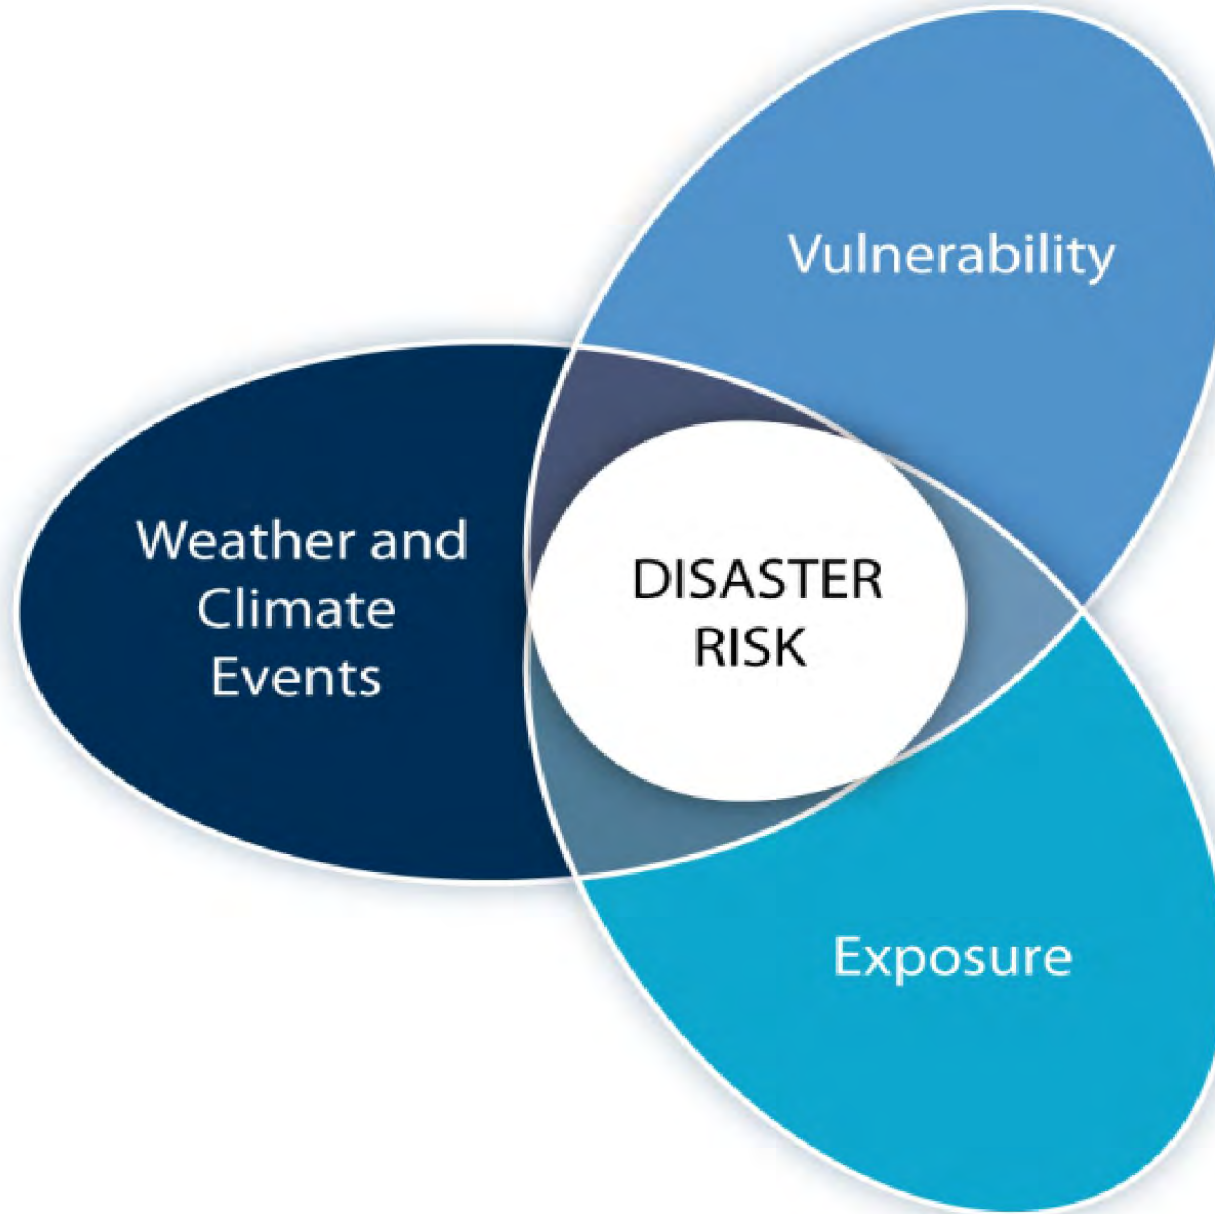 Vulnerability
Weather and
Climate
Events
DISASTER
RISK
Exposure